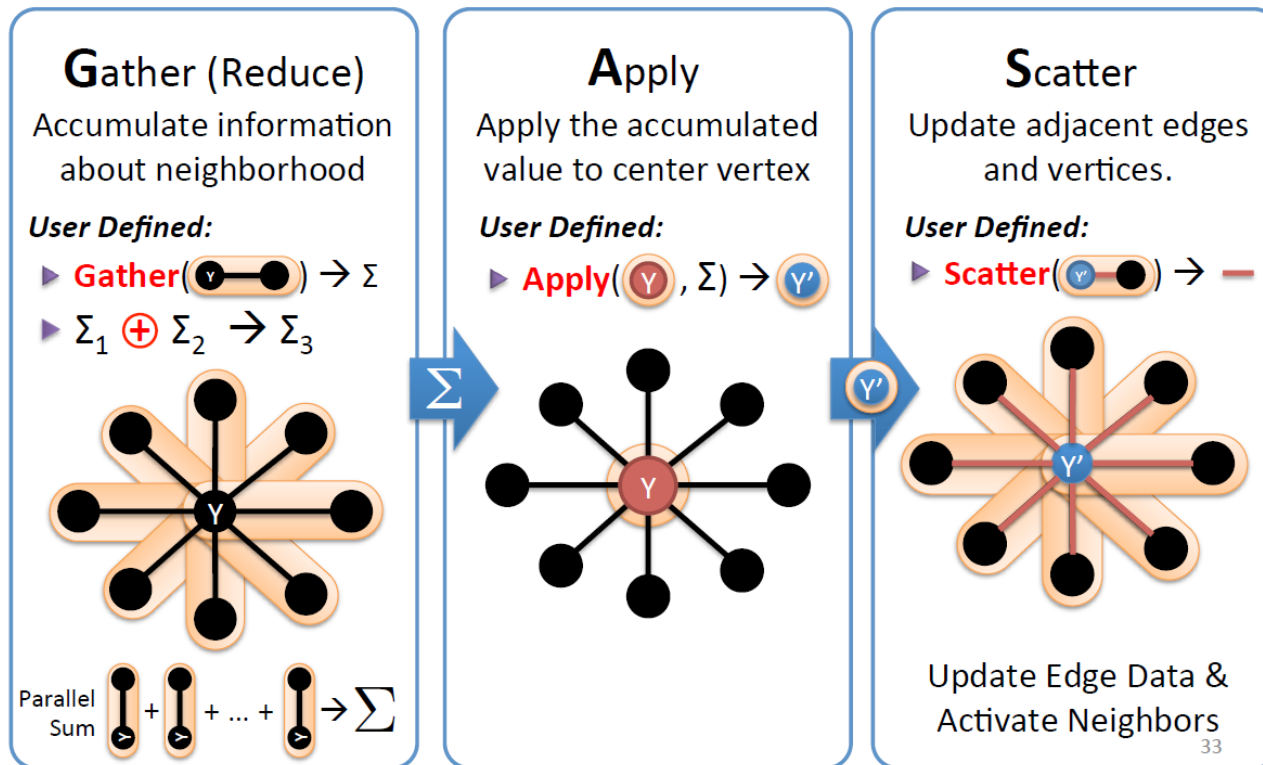 Gather (Reduce)
Accumulate information
about neighborhood
User Defined:
Gather( Y ) → Σ
Σ₁ ⊕ Σ₂ → Σ₃
Y
Parallel
Sum
Y + Y + ... + Y → Σ
Σ
Apply
Apply the accumulated
value to center vertex
User Defined:
Apply( Y , Σ) → Y'
Y
Y'
Scatter
Update adjacent edges
and vertices.
User Defined:
Scatter( Y' ) →
Y'
Update Edge Data &
Activate Neighbors
33